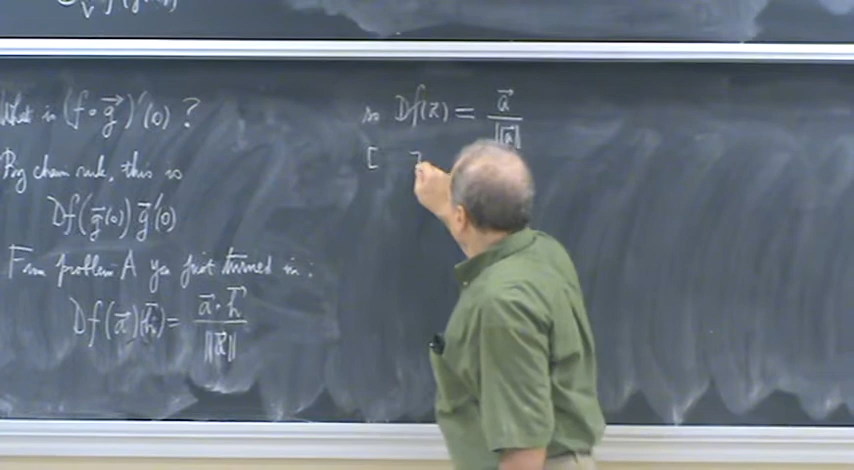 What is (f∘g⃗)'(0) ?
By chain rule, this is
Df(g⃗(0)) g⃗'(0)
From problem A you just turned in :
Df(a⃗)(h⃗) = a⃗·h⃗ / ||a⃗||
so Df(a⃗) = a⃗ / ||a⃗||
[ ]